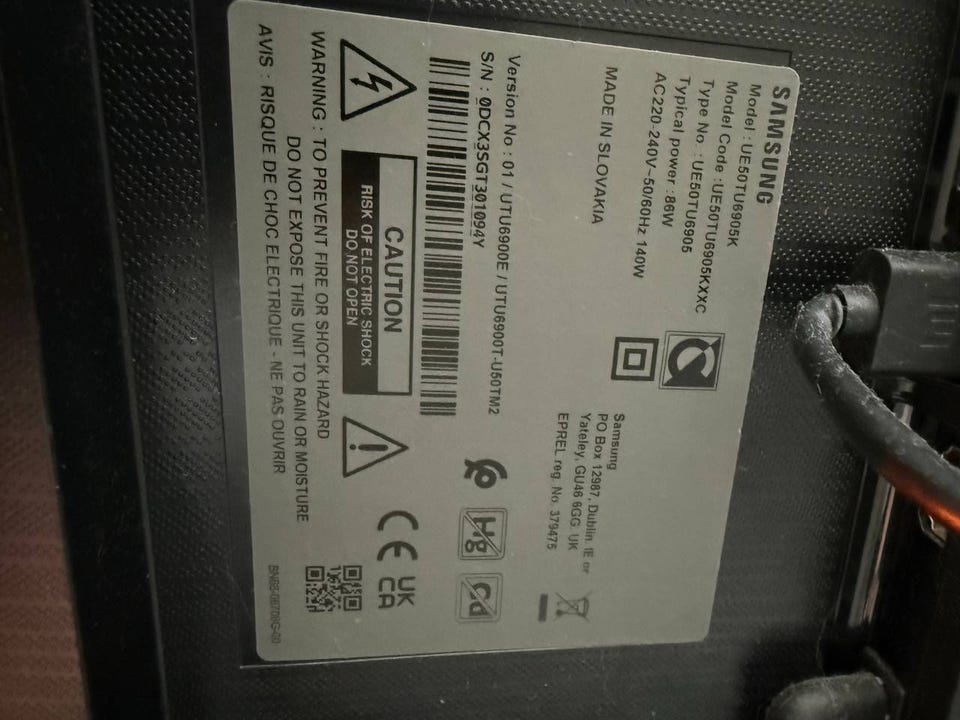 SAMSUNG
Model : UE50TU6905K
Model Code : UE50TU6905KXXC
Type No. : UE50TU6905
Typical power : 86W
AC220-240V~50/60Hz 140W
MADE IN SLOVAKIA
Samsung
PO Box 12987, Dublin. IE or
Yateley, GU46 6GG. UK
EPREL reg. No. 379475
Version No : 01 / UTU6900E / UTU6900T-U50TM2
S/N : 0DCX3SGT301094Y
Hg
Cd
CAUTION
RISK OF ELECTRIC SHOCK
DO NOT OPEN
CE
UK
CA
WARNING : TO PREVENT FIRE OR SHOCK HAZARD
DO NOT EXPOSE THIS UNIT TO RAIN OR MOISTURE
AVIS : RISQUE DE CHOC ELECTRIQUE - NE PAS OUVRIR